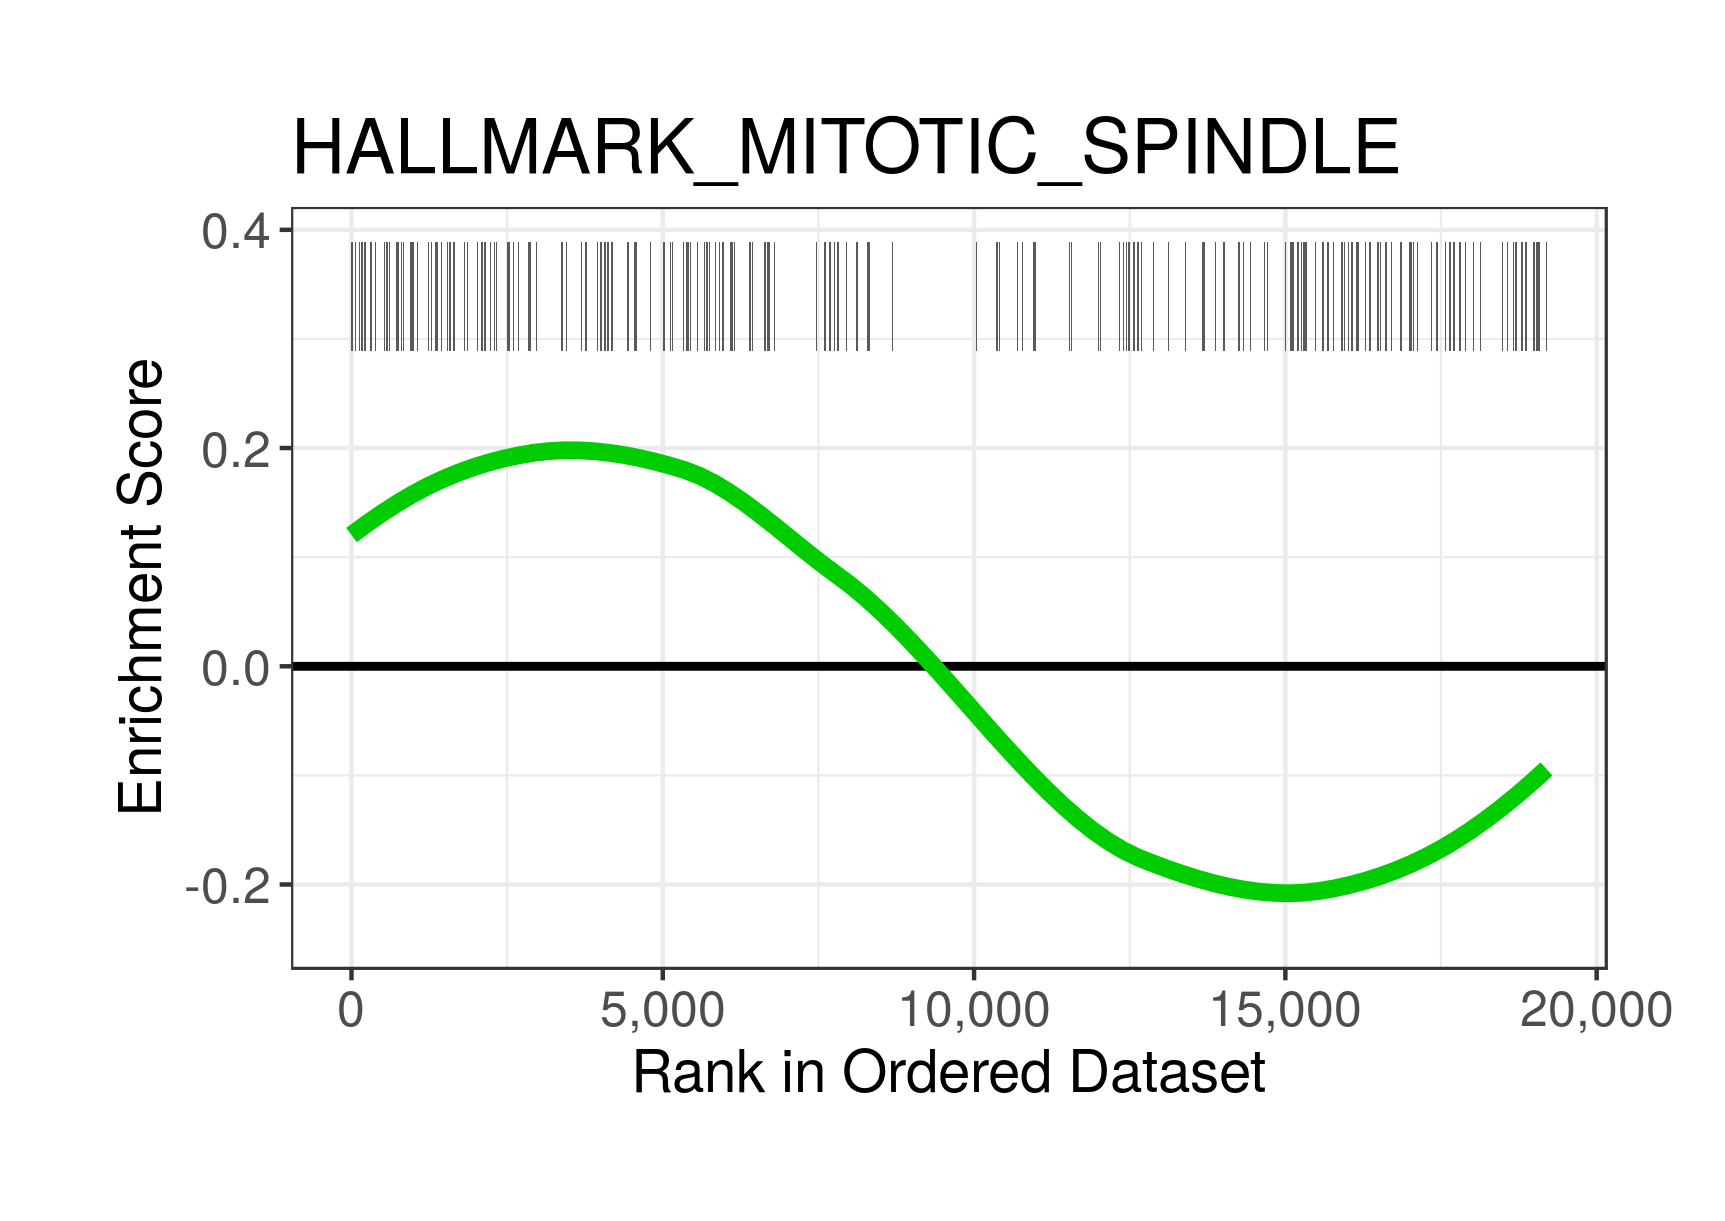 HALLMARK_MITOTIC_SPINDLE
0.4
0.2
0.0
-0.2
Enrichment Score
0 5,000 10,000 15,000 20,000
Rank in Ordered Dataset